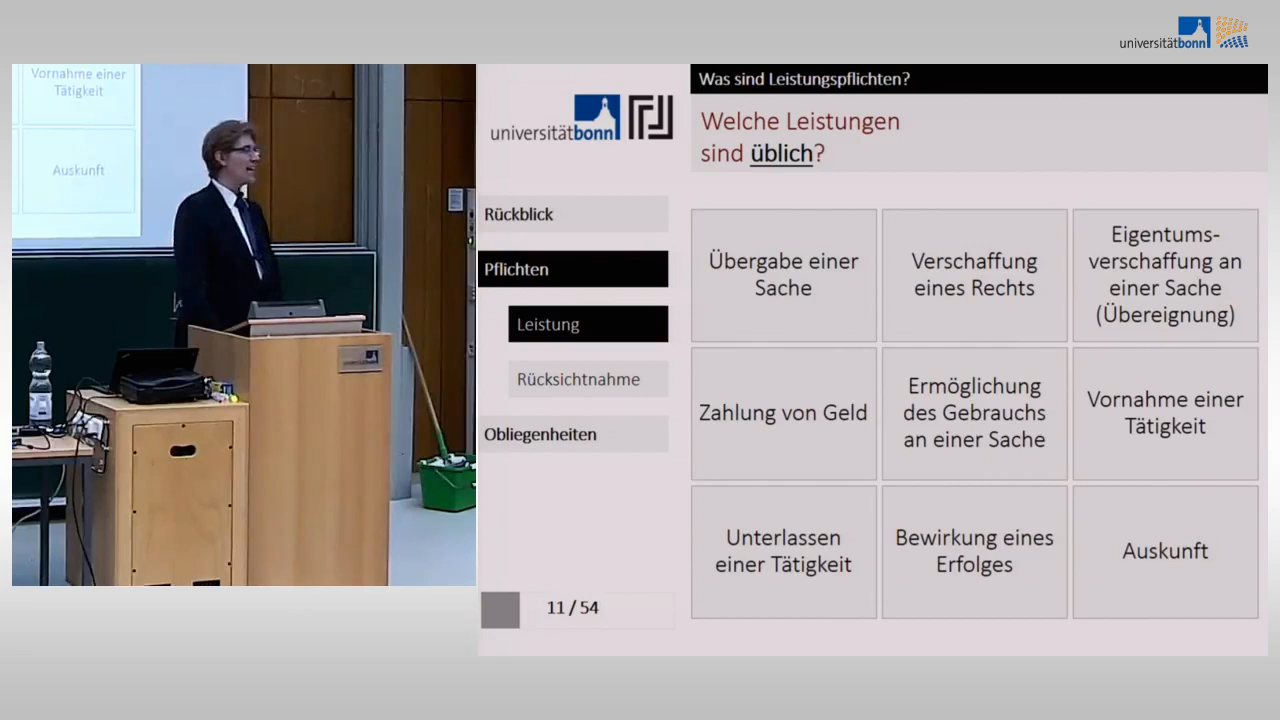 universitätbonn
Vornahme einer
Tätigkeit
Auskunft
universitätbonn
Rückblick
Pflichten
Leistung
Rücksichtnahme
Obliegenheiten
11 / 54
Was sind Leistungspflichten?
Welche Leistungen
sind üblich?
Übergabe einer
Sache
Verschaffung
eines Rechts
Eigentums-
verschaffung an
einer Sache
(Übereignung)
Zahlung von Geld
Ermöglichung
des Gebrauchs
an einer Sache
Vornahme einer
Tätigkeit
Unterlassen
einer Tätigkeit
Bewirkung eines
Erfolges
Auskunft